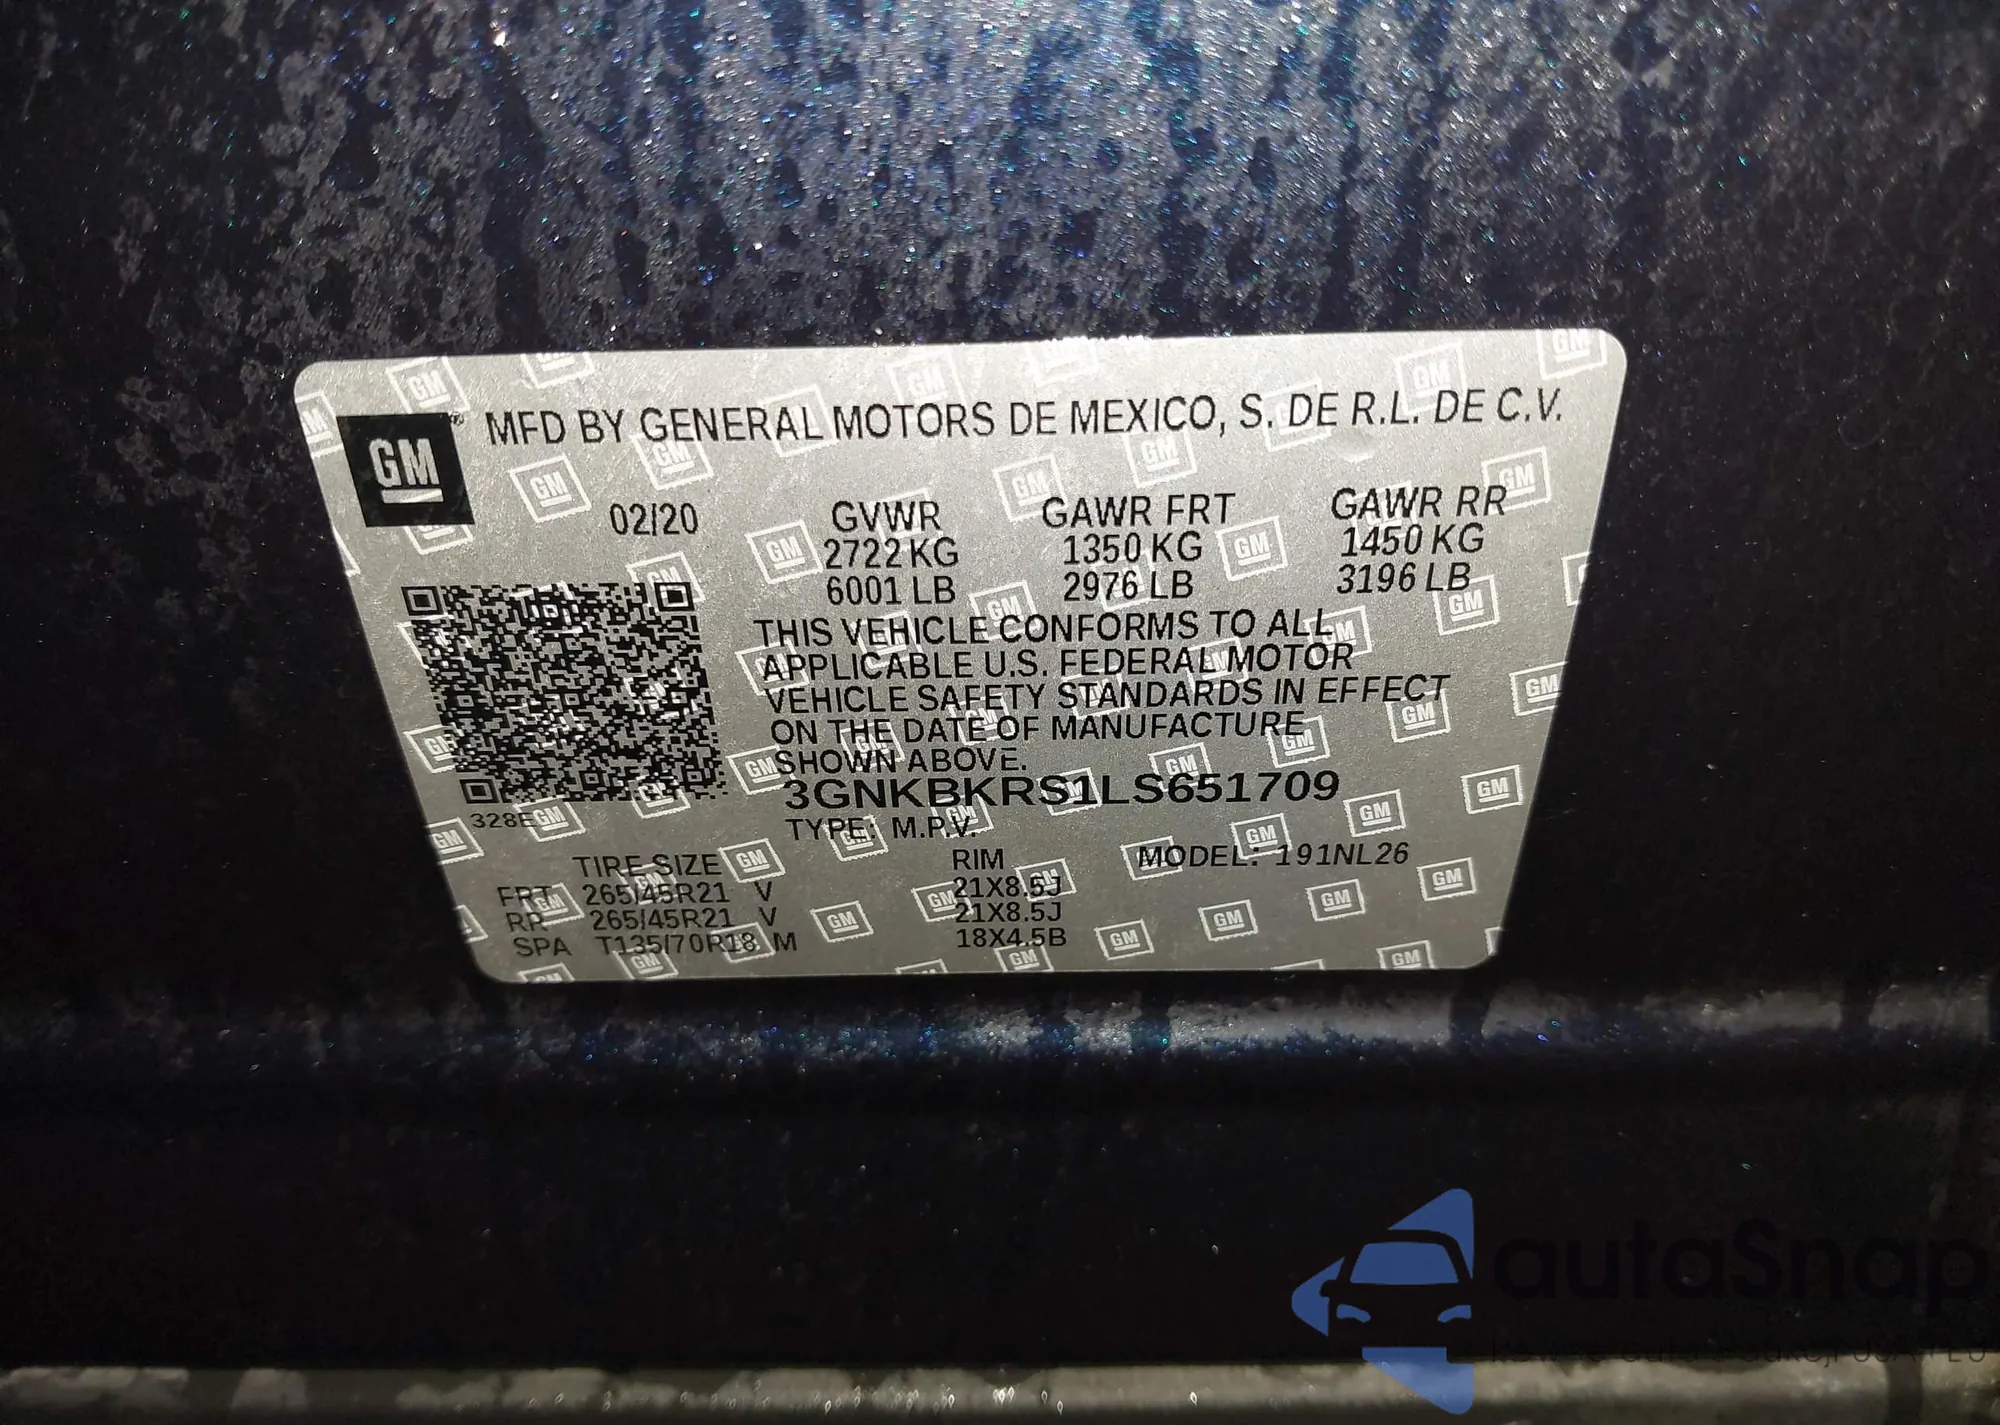 GM® MFD BY GENERAL MOTORS DE MEXICO, S. DE R.L. DE C.V.
02/20 GVWR GAWR FRT GAWR RR
2722 KG 1350 KG 1450 KG
6001 LB 2976 LB 3196 LB
THIS VEHICLE CONFORMS TO ALL
APPLICABLE U.S. FEDERAL MOTOR
VEHICLE SAFETY STANDARDS IN EFFECT
ON THE DATE OF MANUFACTURE
SHOWN ABOVE.
3GNKBKRS1LS651709
328E
TYPE: M.P.V.
TIRE SIZE RIM MODEL: 191NL26
FRT 265/45R21 V 21X8.5J
RR 265/45R21 V 21X8.5J
SPA T135/70R18 M 18X4.5B
autaSnap